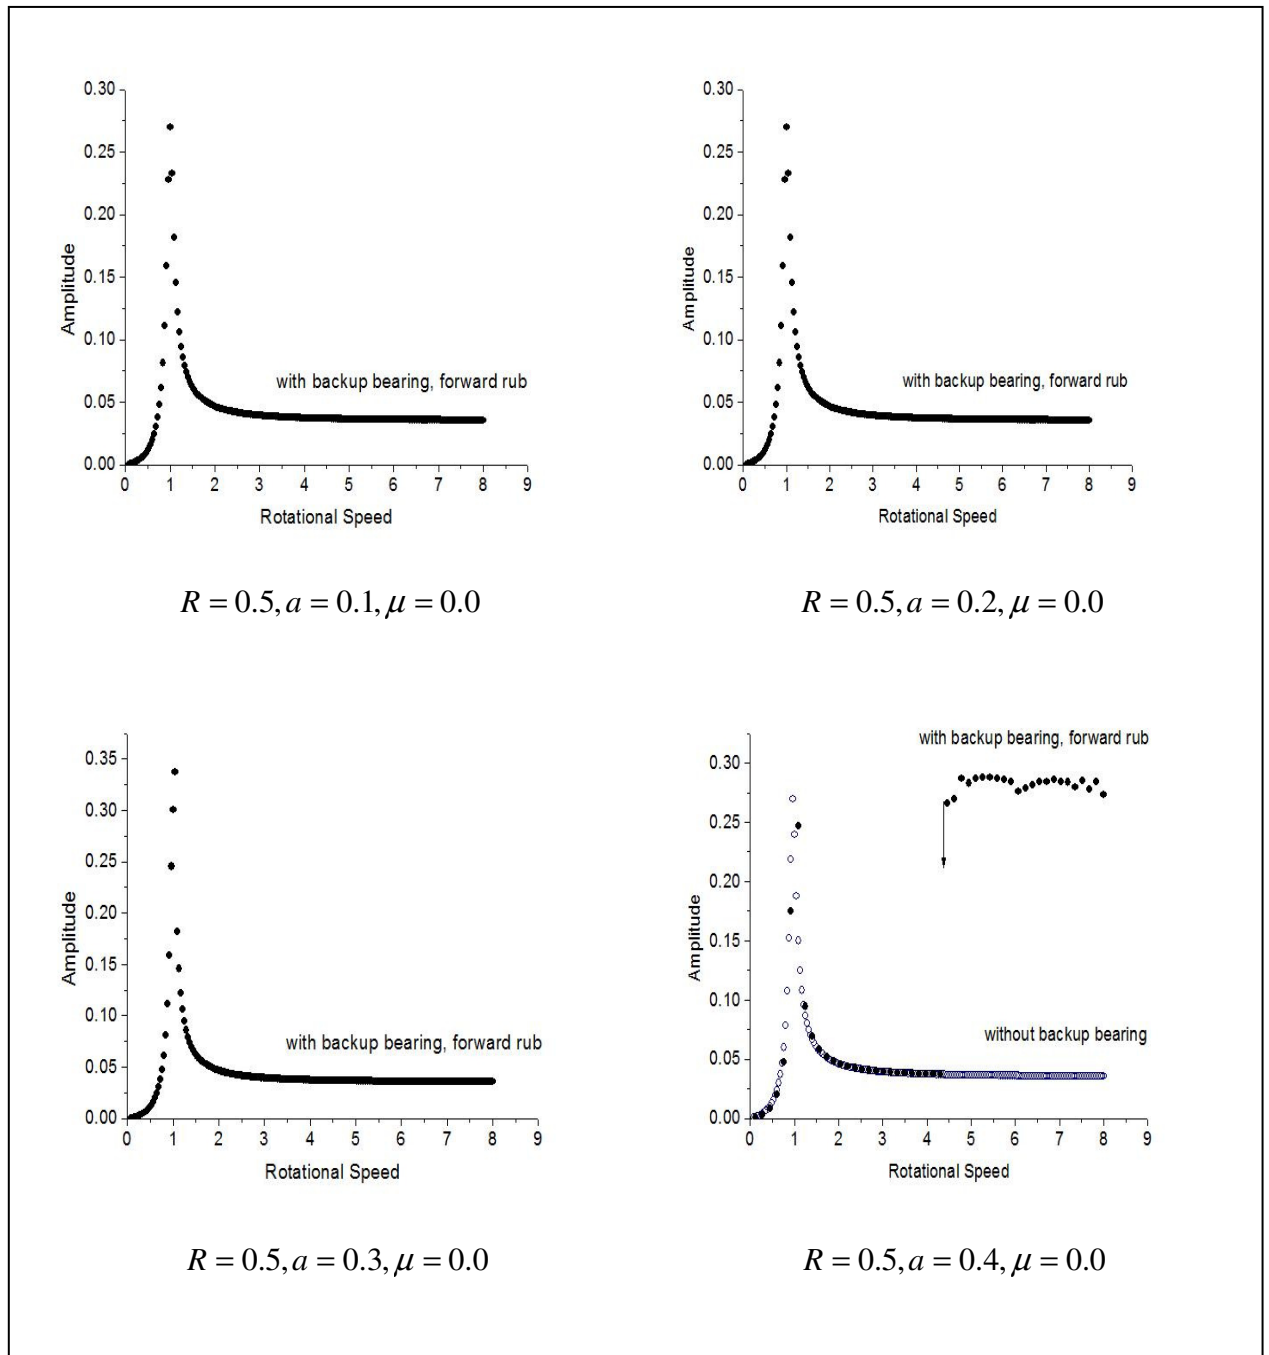 0.30
0.25
0.20
0.15
0.10
0.05
0.00
Amplitude
with backup bearing, forward rub
0 1 2 3 4 5 6 7 8 9
Rotational Speed
R = 0.5, a = 0.1, μ = 0.0
0.30
0.25
0.20
0.15
0.10
0.05
0.00
Amplitude
with backup bearing, forward rub
0 1 2 3 4 5 6 7 8 9
Rotational Speed
R = 0.5, a = 0.2, μ = 0.0
0.35
0.30
0.25
0.20
0.15
0.10
0.05
0.00
Amplitude
with backup bearing, forward rub
0 1 2 3 4 5 6 7 8 9
Rotational Speed
R = 0.5, a = 0.3, μ = 0.0
with backup bearing, forward rub
0.30
0.25
0.20
0.15
0.10
0.05
0.00
Amplitude
without backup bearing
0 1 2 3 4 5 6 7 8 9
Rotational Speed
R = 0.5, a = 0.4, μ = 0.0